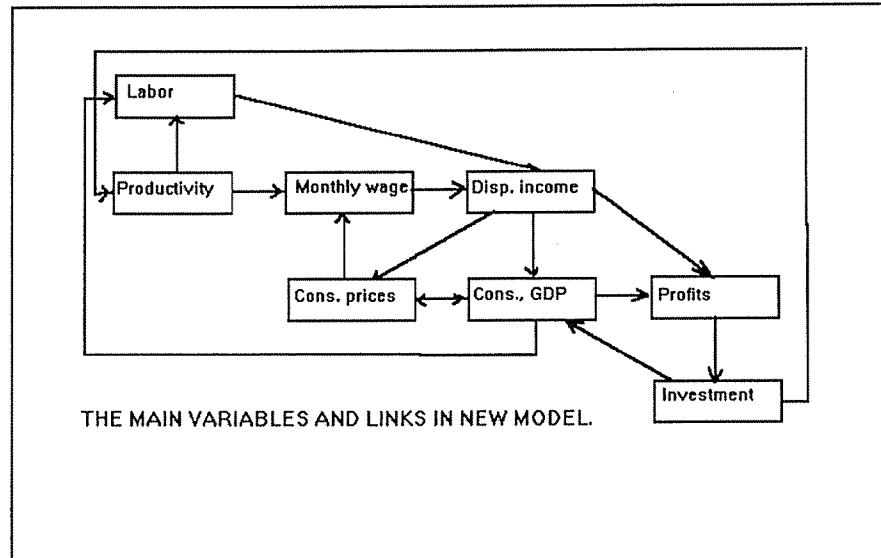 Labor
Productivity
Monthly wage
Disp. income
Cons. prices
Cons., GDP
Profits
Investment
THE MAIN VARIABLES AND LINKS IN NEW MODEL.